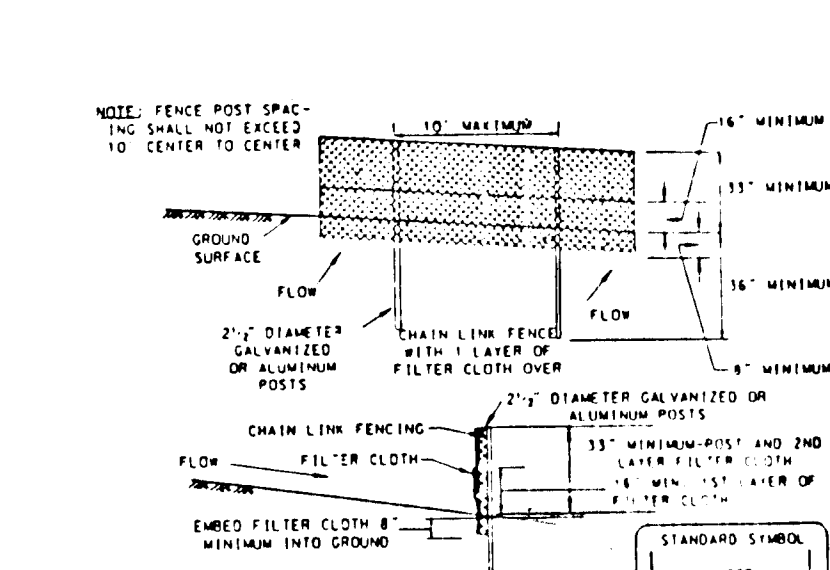 NOTE: FENCE POST SPAC-
ING SHALL NOT EXCEED
10' CENTER TO CENTER
10' MAXIMUM
16" MINIMUM
33" MINIMUM
GROUND
SURFACE
FLOW
FLOW
36" MINIMUM
2 1/2" DIAMETER
GALVANIZED
OR ALUMINUM
POSTS
CHAIN LINK FENCE
WITH 1 LAYER OF
FILTER CLOTH OVER
8" MINIMUM
2 1/2" DIAMETER GALVANIZED OR
ALUMINUM POSTS
CHAIN LINK FENCING
FLOW
FILTER CLOTH
33" MINIMUM-POST AND 2ND
LAYER FILTER CLOTH
16" MIN. 1ST LAYER OF
FILTER CLOTH
EMBED FILTER CLOTH 8"
MINIMUM INTO GROUND
STANDARD SYMBOL